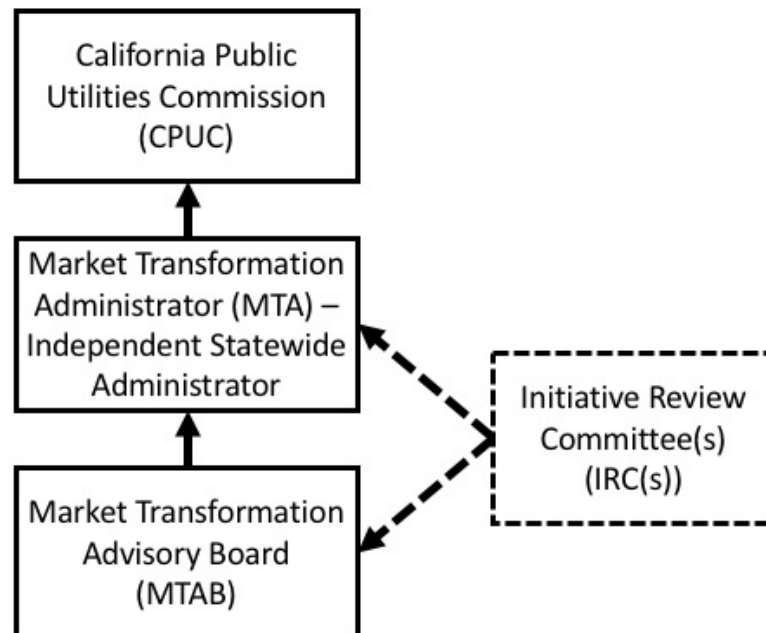 California Public
Utilities Commission
(CPUC)
Market Transformation
Administrator (MTA) –
Independent Statewide
Administrator
Initiative Review
Committee(s)
(IRC(s))
Market Transformation
Advisory Board
(MTAB)